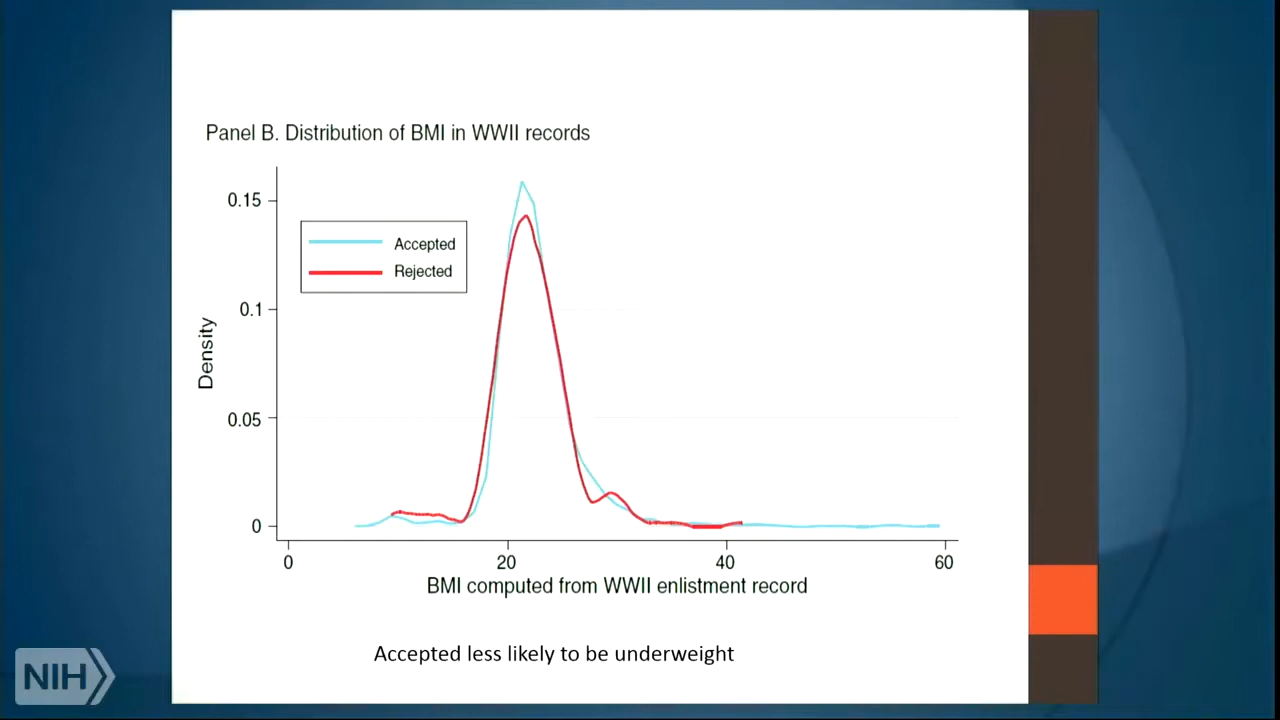 Panel B. Distribution of BMI in WWII records
0.15
Accepted
Rejected
0.1
Density
0.05
0
0 20 40 60
BMI computed from WWII enlistment record
Accepted less likely to be underweight
NIH